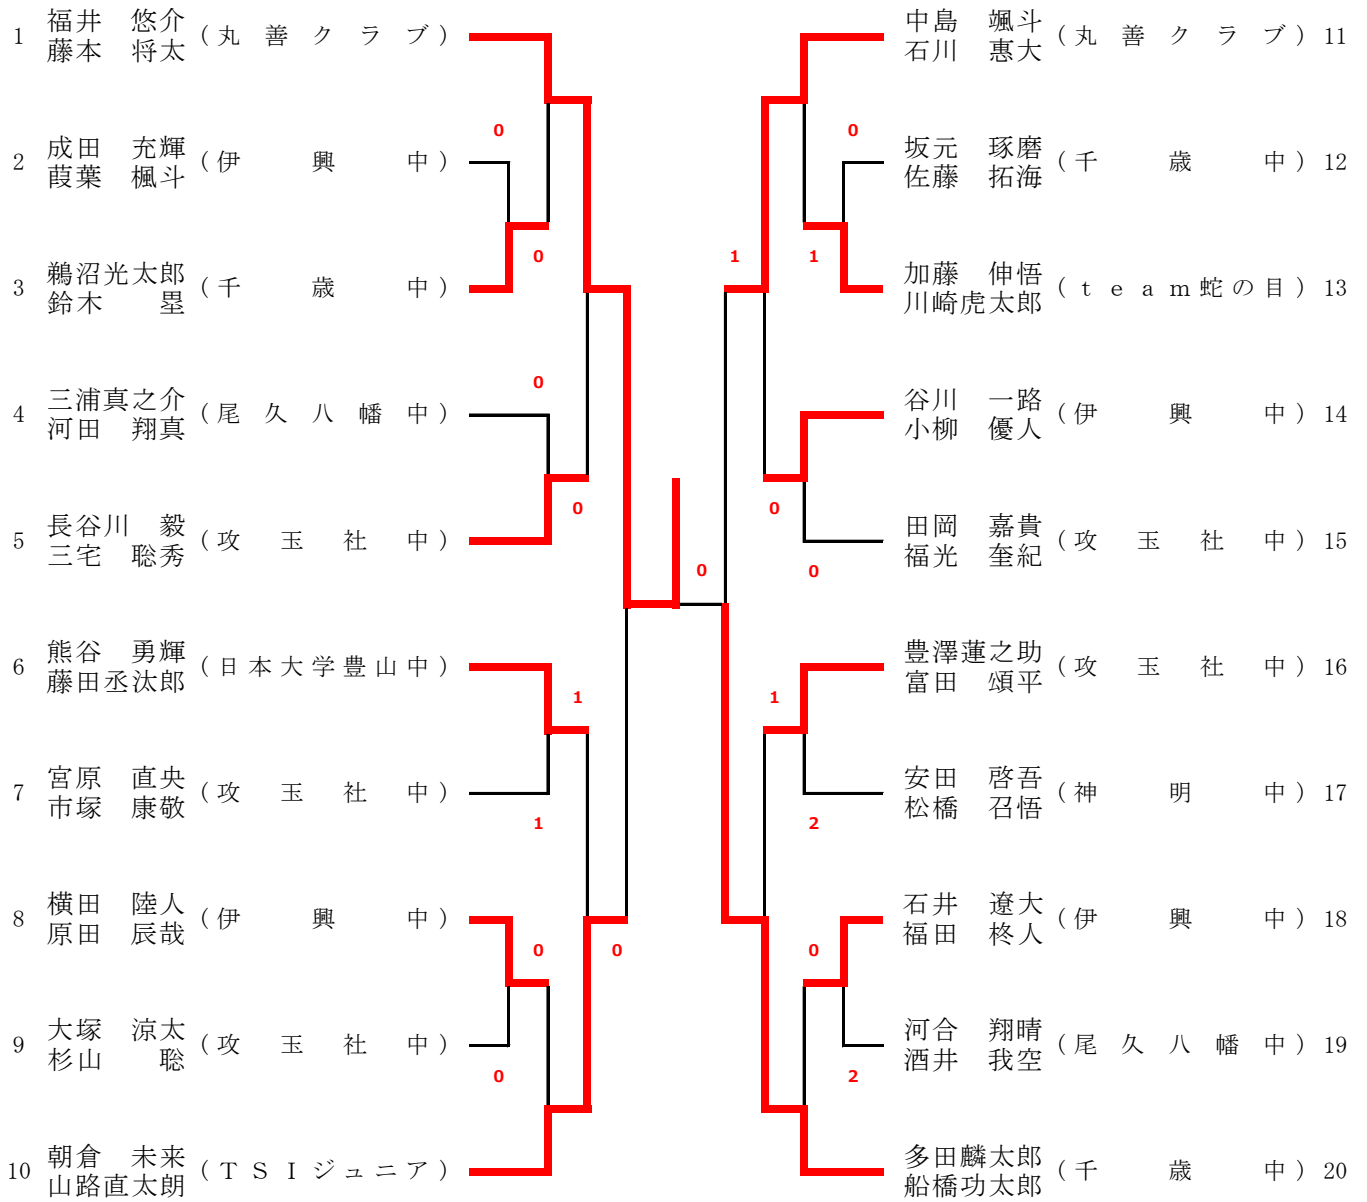 1 福井 悠介 藤本 将太 (丸善クラブ)
2 成田 充輝 葭葉 楓斗 (伊興中)
3 鵜沼光太郎 鈴木 塁 (千歳中)
4 三浦真之介 河田 翔真 (尾久八幡中)
5 長谷川 毅 三宅 聡秀 (攻玉社中)
6 熊谷 勇輝 藤田丞汰郎 (日本大学豊山中)
7 宮原 直央 市塚 康敬 (攻玉社中)
8 横田 陸人 原田 辰哉 (伊興中)
9 大塚 涼太 杉山 聡 (攻玉社中)
10 朝倉 未来 山路直太朗 (TSIジュニア)
0
0
0
0
1
1
0
0
0
0
1
0
1
0
0
1
2
0
2
中島 颯斗 石川 惠大 (丸善クラブ) 11
坂元 琢磨 佐藤 拓海 (千歳中) 12
加藤 伸悟 川崎虎太郎 (team蛇の目) 13
谷川 一路 小柳 優人 (伊興中) 14
田岡 嘉貴 福光 奎紀 (攻玉社中) 15
豊澤蓮之助 富田 頌平 (攻玉社中) 16
安田 啓吾 松橋 召悟 (神明中) 17
石井 遼大 福田 柊人 (伊興中) 18
河合 翔晴 酒井 我空 (尾久八幡中) 19
多田麟太郎 船橋功太郎 (千歳中) 20